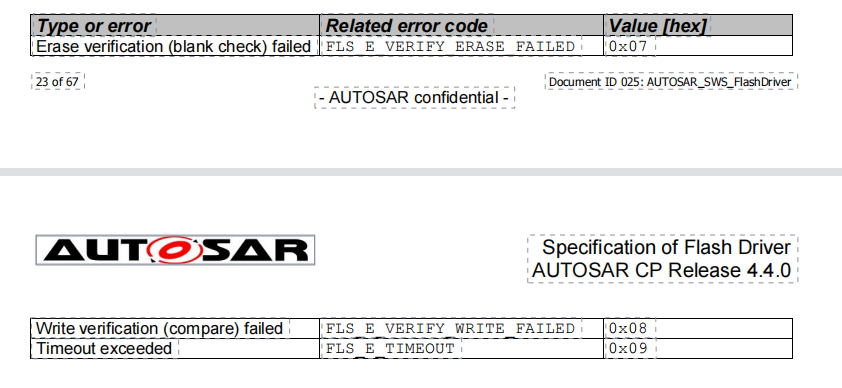 Type or error Related error code Value [hex]
Erase verification (blank check) failed FLS_E_VERIFY_ERASE_FAILED 0x07
23 of 67 Document ID 025: AUTOSAR_SWS_FlashDriver
- AUTOSAR confidential -
AUTOSAR
Specification of Flash Driver
AUTOSAR CP Release 4.4.0
Write verification (compare) failed FLS_E_VERIFY_WRITE_FAILED 0x08
Timeout exceeded FLS_E_TIMEOUT 0x09